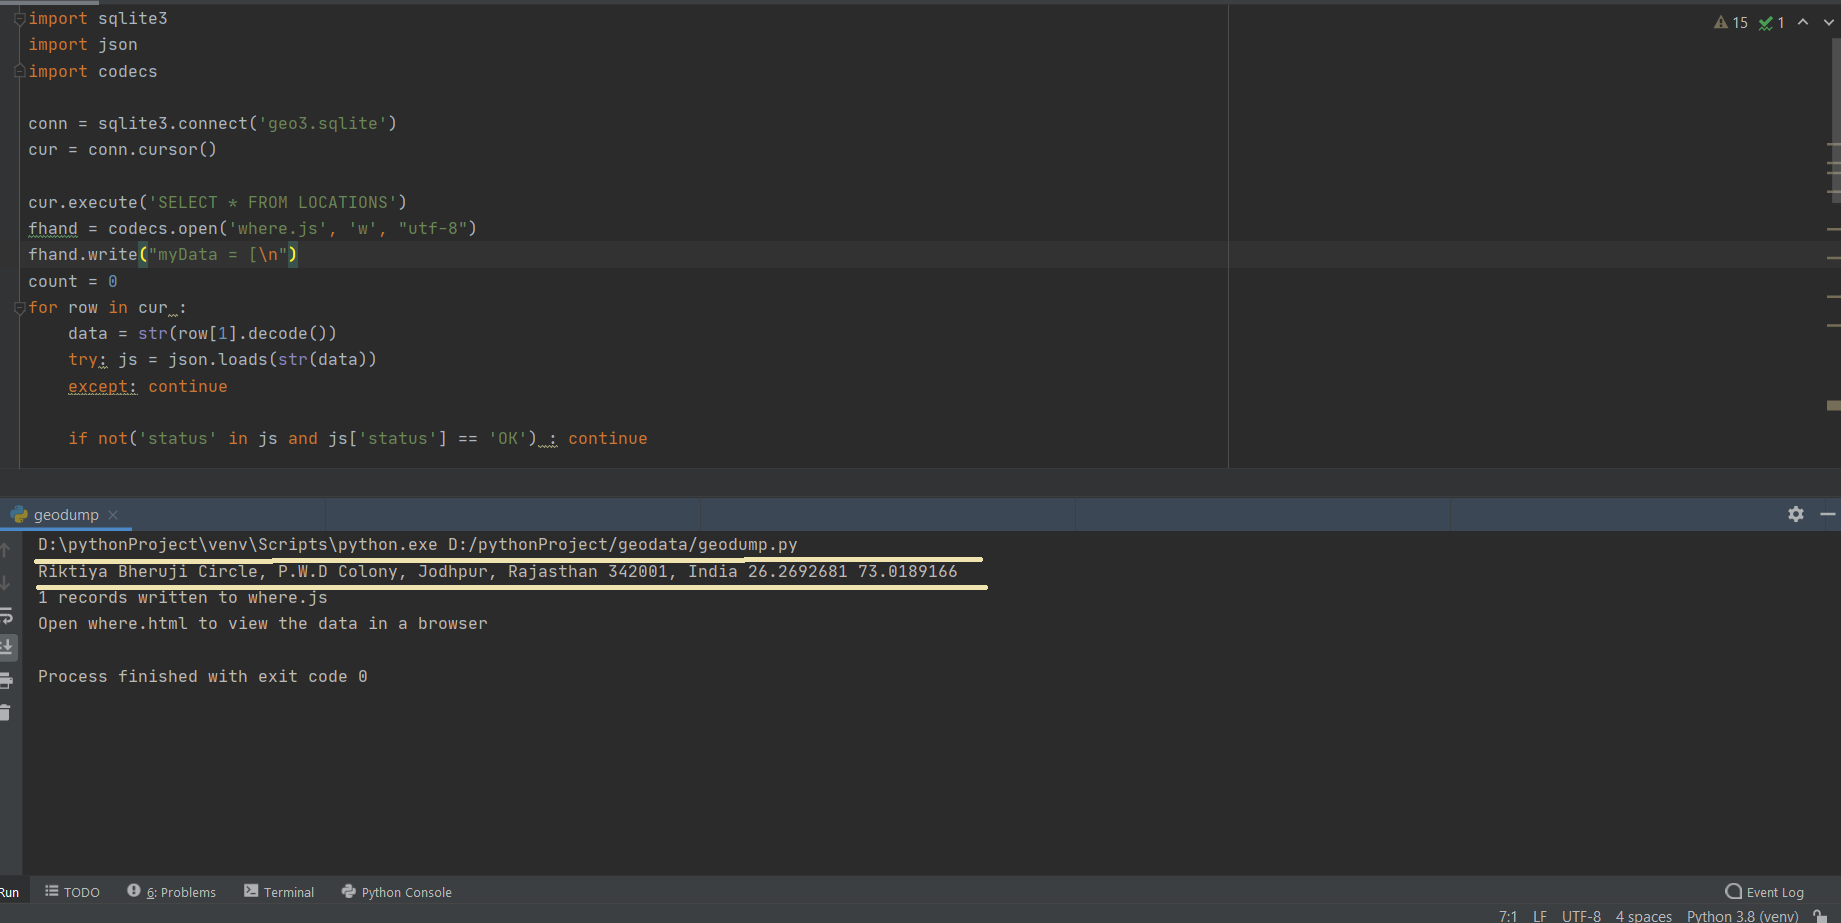 import sqlite3
15 1
import json
import codecs
conn = sqlite3.connect('geo3.sqlite')
cur = conn.cursor()
cur.execute('SELECT * FROM LOCATIONS')
fhand = codecs.open('where.js', 'w', "utf-8")
fhand.write("myData = [\n")
count = 0
for row in cur :
    data = str(row[1].decode())
    try: js = json.loads(str(data))
    except: continue
    if not('status' in js and js['status'] == 'OK') : continue
geodump
D:\pythonProject\venv\Scripts\python.exe D:/pythonProject/geodata/geodump.py
Riktiya Bheruji Circle, P.W.D Colony, Jodhpur, Rajasthan 342001, India 26.2692681 73.0189166
1 records written to where.js
Open where.html to view the data in a browser
Process finished with exit code 0
Run TODO 6: Problems Terminal Python Console Event Log
7:1 LF UTF-8 4 spaces Python 3.8 (venv)